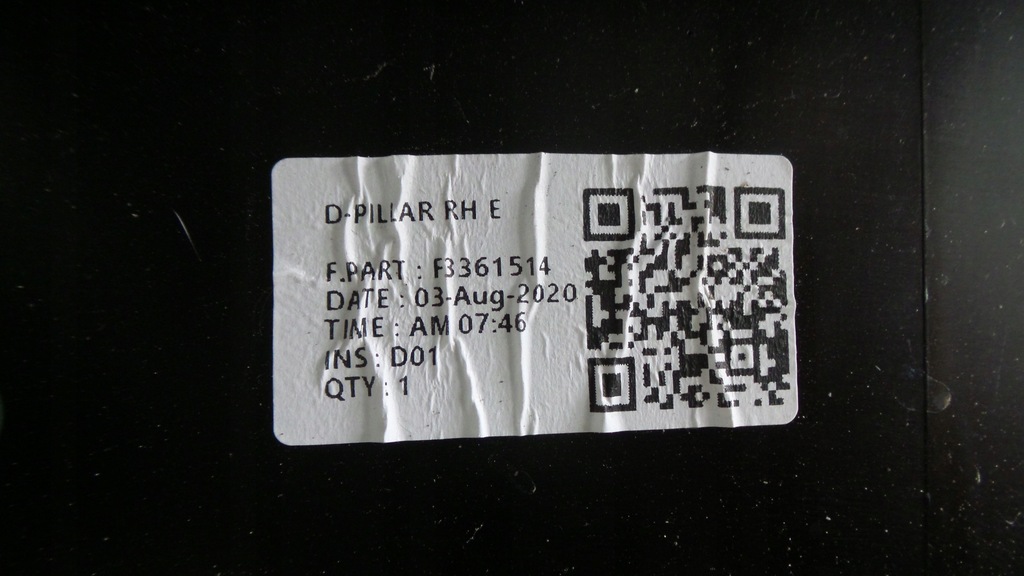 D-PILLAR RH E
F.PART : F3361514
DATE : 03-Aug-2020
TIME : AM 07:46
INS : D01
QTY : 1